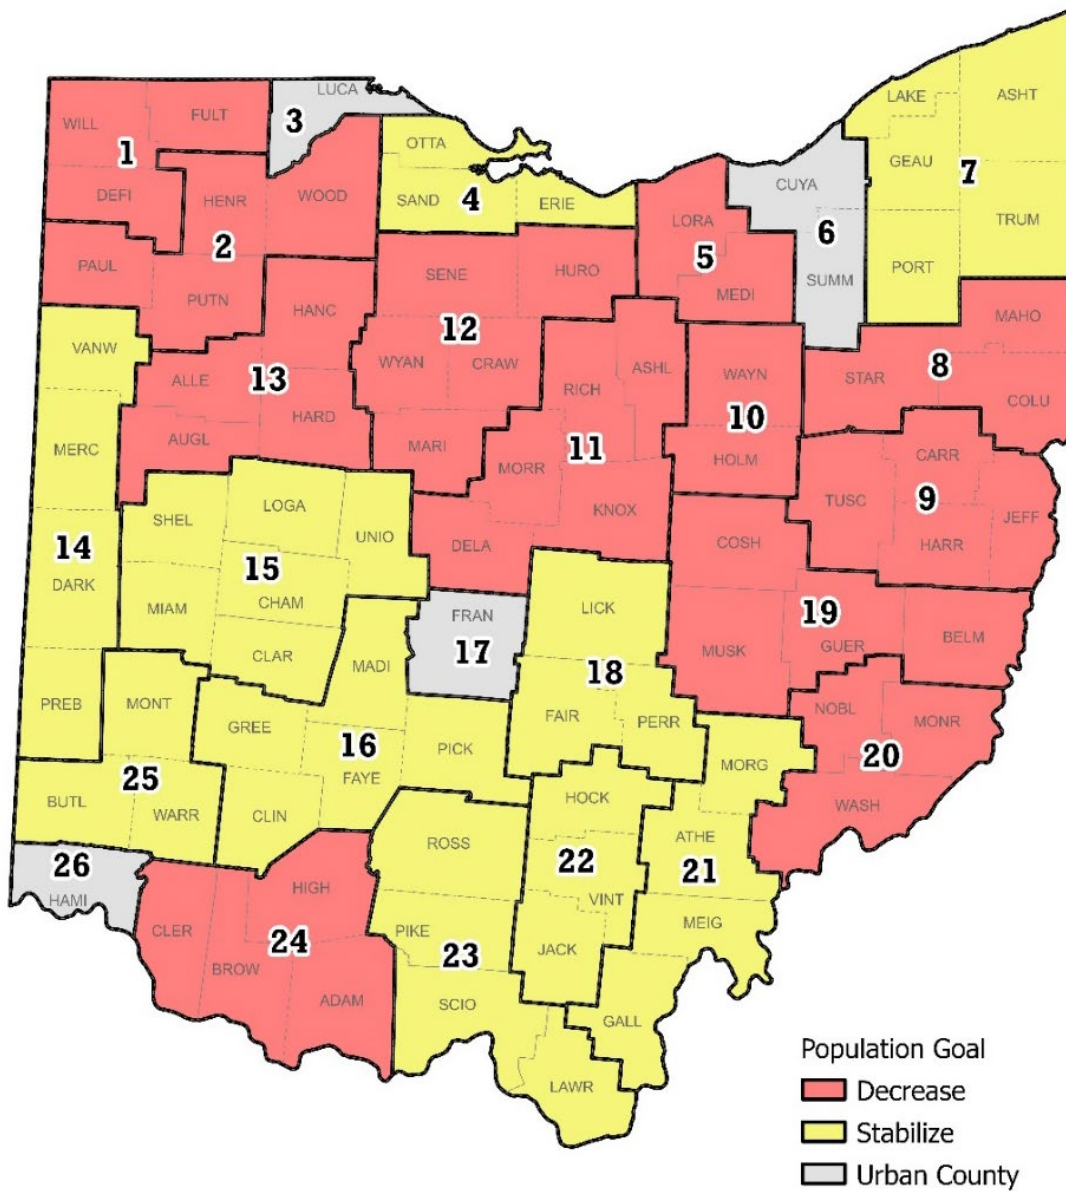 LUCA
LAKE
ASHT
WILL
FULT
3
OTTA
1
GEAU
7
CUYA
DEFI
HENR
WOOD
SAND
4
ERIE
LORA
6
TRUM
2
5
PAUL
SENE
HURO
PORT
SUMM
PUTN
MEDI
HANC
MAHO
12
VANW
WYAN
CRAW
ASHL
WAYN
STAR
8
ALLE
13
RICH
COLU
HARD
10
AUGL
MERC
MARI
11
MORR
HOLM
CARR
9
TUSC
LOGA
KNOX
JEFF
SHEL
UNIO
COSH
HARR
14
DELA
DARK
15
MIAM
CHAM
FRAN
LICK
19
BELM
GUER
17
CLAR
MADI
MUSK
18
PREB
MONT
FAIR
PERR
NOBL
MONR
GREE
16
PICK
20
25
FAYE
MORG
BUTL
HOCK
WARR
CLIN
WASH
ROSS
ATHE
26
22
21
HAMI
HIGH
VINT
CLER
24
PIKE
MEIG
23
JACK
BROW
ADAM
SCIO
GALL
LAWR
Population Goal
Decrease
Stabilize
Urban County